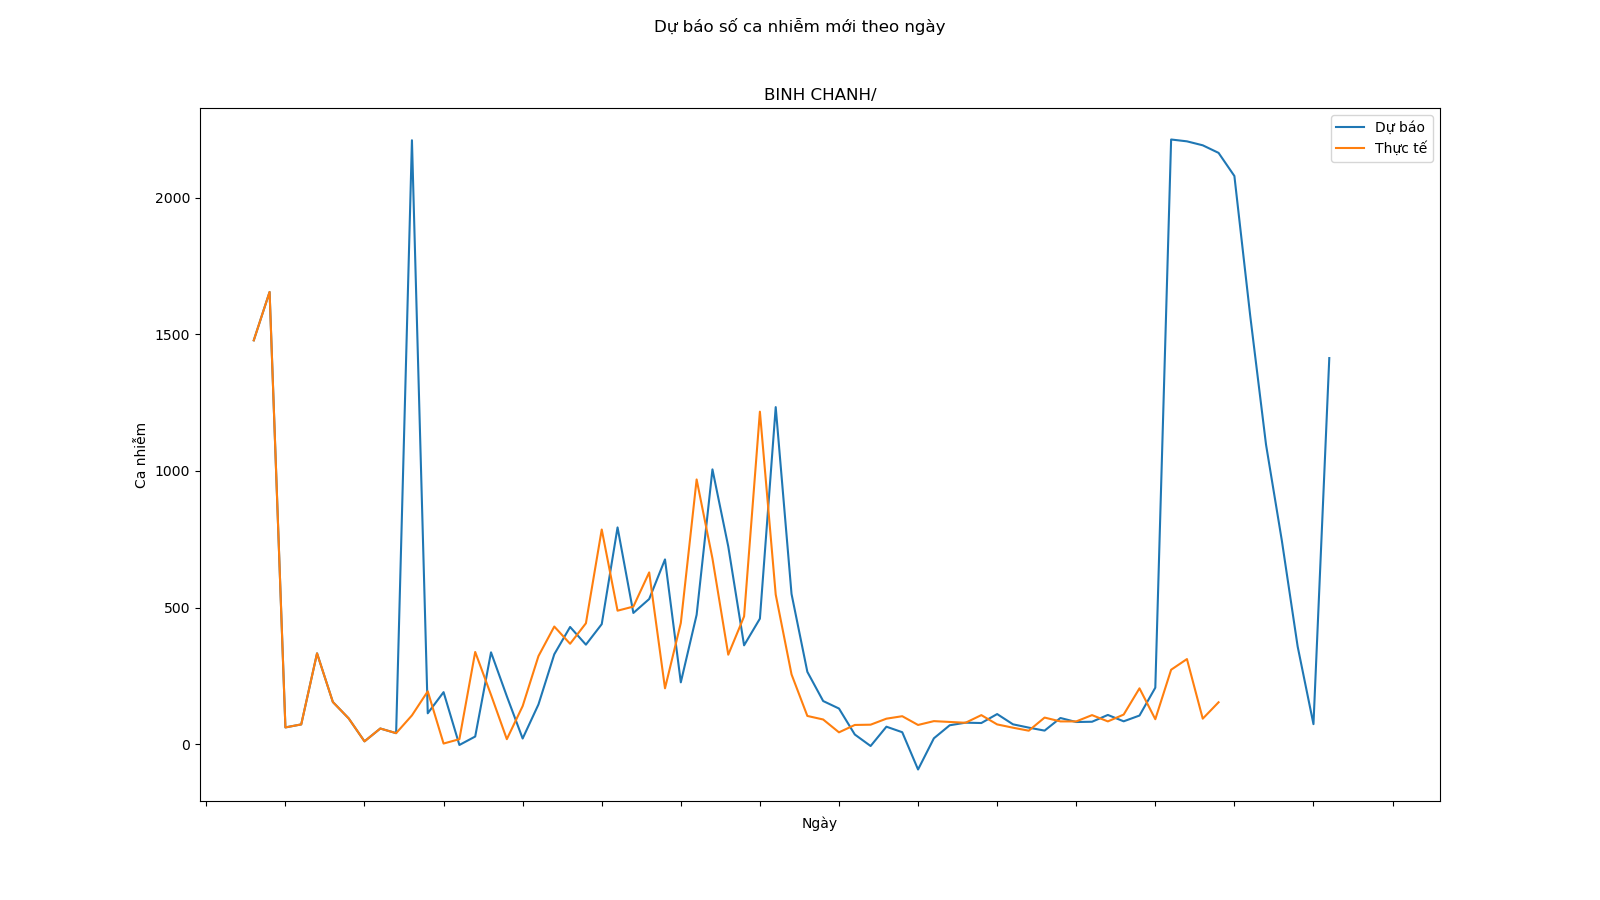 Dự báo số ca nhiễm mới theo ngày
BINH CHANH/
Dự báo
Thực tế
2000
1500
1000
500
0
Ca nhiễm
Ngày